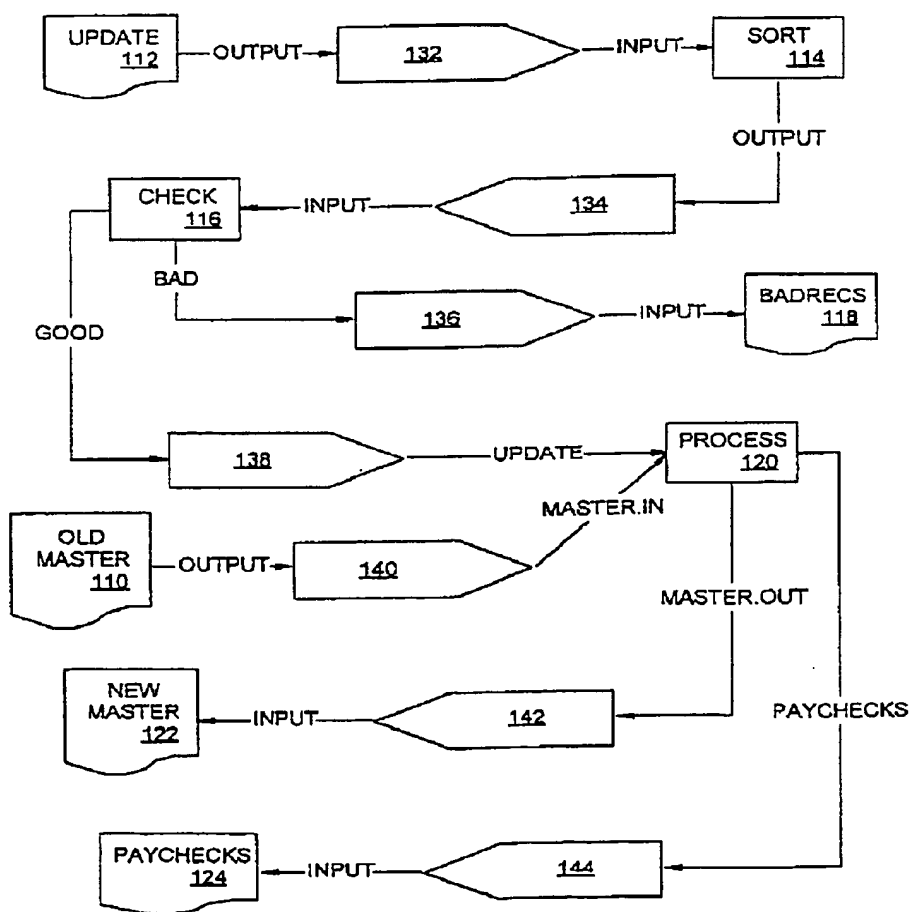 UPDATE
112
OUTPUT
132
INPUT
SORT
114
OUTPUT
CHECK
116
INPUT
134
BAD
GOOD
136
INPUT
BADRECS
118
138
UPDATE
PROCESS
120
MASTER.IN
OLD
MASTER
110
OUTPUT
140
MASTER.OUT
NEW
MASTER
122
INPUT
142
PAYCHECKS
PAYCHECKS
124
INPUT
144